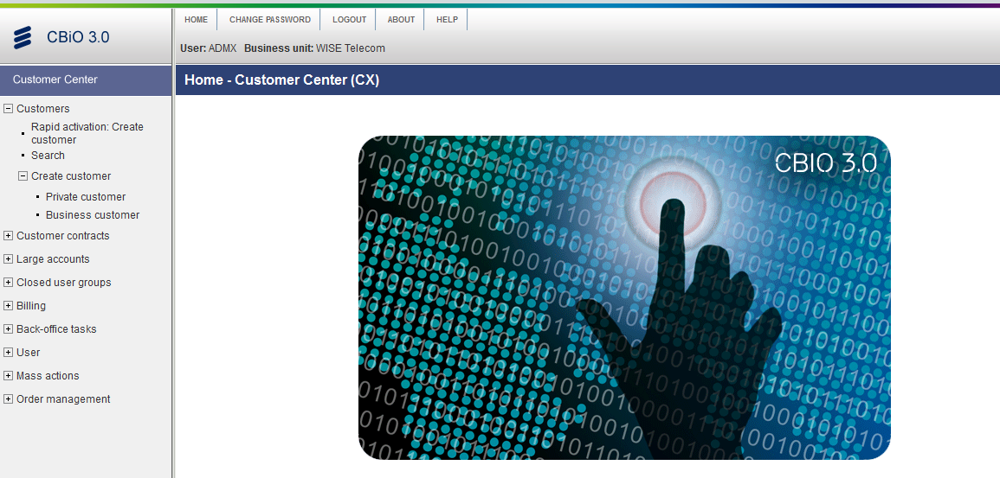 HOME CHANGE PASSWORD LOGOUT ABOUT HELP
CBiO 3.0
User: ADMX Business unit: WISE Telecom
Customer Center
Home - Customer Center (CX)
Customers
Rapid activation: Create
customer
Search
Create customer
Private customer
Business customer
Customer contracts
Large accounts
Closed user groups
Billing
Back-office tasks
User
Mass actions
Order management
CBIO 3.0